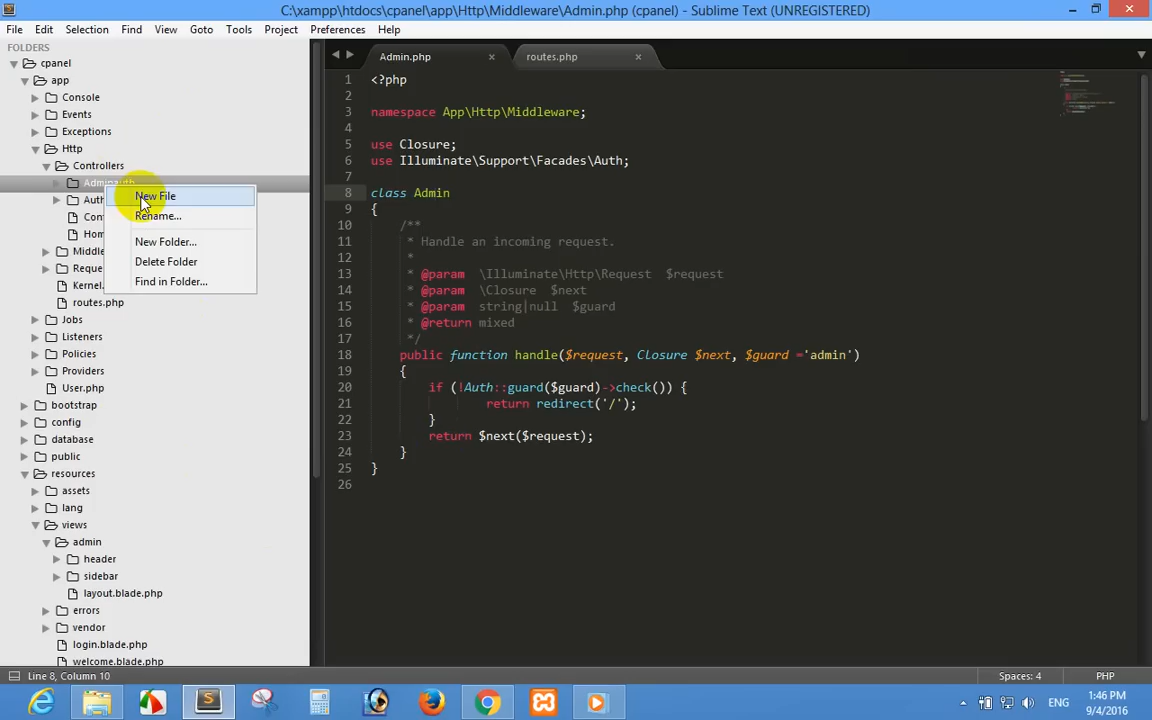 C:\xampp\htdocs\cpanel\app\Http\Middleware\Admin.php (cpanel) - Sublime Text (UNREGISTERED)
File Edit Selection Find View Goto Tools Project Preferences Help
FOLDERS
cpanel
app
Console
Events
Exceptions
Http
Controllers
Adminauth
Auth
Con
Hom
Middle
Reque
Kernel.
routes.php
Jobs
Listeners
Policies
Providers
User.php
bootstrap
config
database
public
resources
assets
lang
views
admin
header
sidebar
layout.blade.php
errors
vendor
login.blade.php
welcome.blade.php
New File
Rename...
New Folder...
Delete Folder
Find in Folder...
Admin.php
routes.php
1 <?php
2
3 namespace App\Http\Middleware;
4
5 use Closure;
6 use Illuminate\Support\Facades\Auth;
7
8 class Admin
9 {
10 /**
11 * Handle an incoming request.
12 *
13 * @param \Illuminate\Http\Request $request
14 * @param \Closure $next
15 * @param string|null $guard
16 * @return mixed
17 */
18 public function handle($request, Closure $next, $guard ='admin')
19 {
20 if (!Auth::guard($guard)->check()) {
21 return redirect('/');
22 }
23 return $next($request);
24 }
25 }
26
Line 8, Column 10
Spaces: 4
PHP
ENG
1:46 PM
9/4/2016